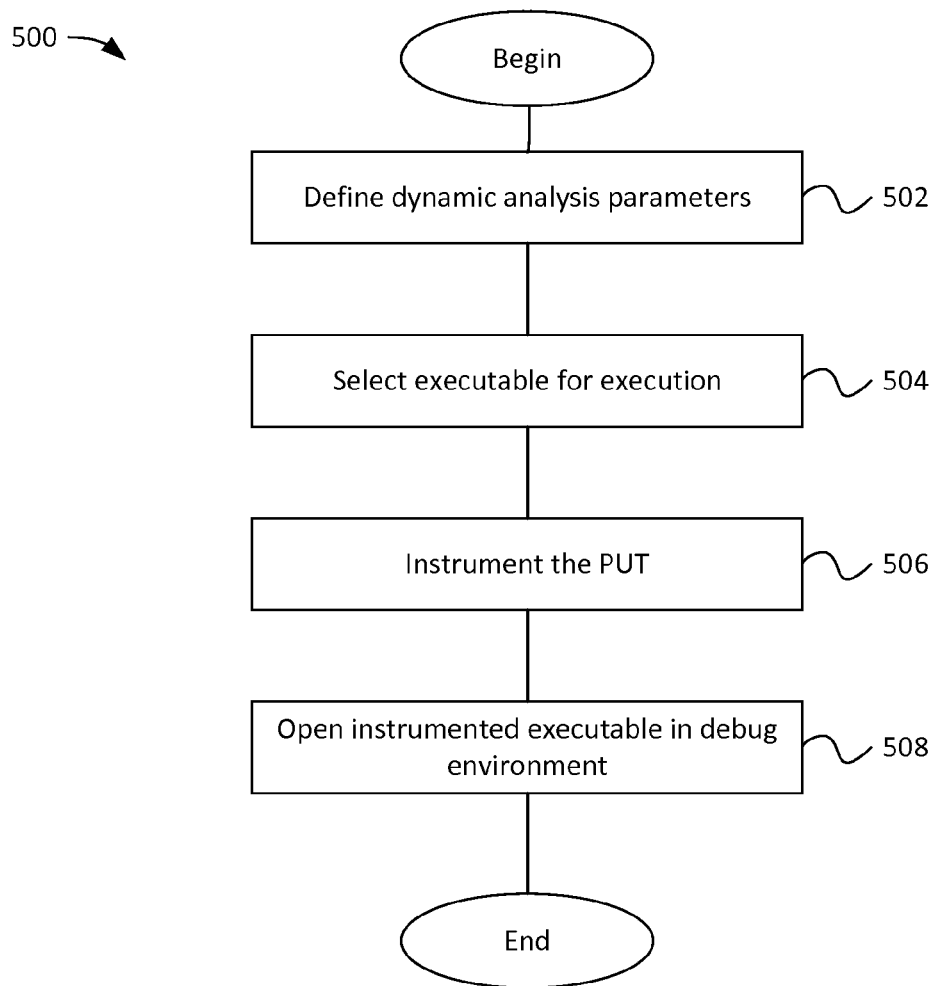 500
Begin
Define dynamic analysis parameters
502
Select executable for execution
504
Instrument the PUT
506
Open instrumented executable in debug
environment
508
End